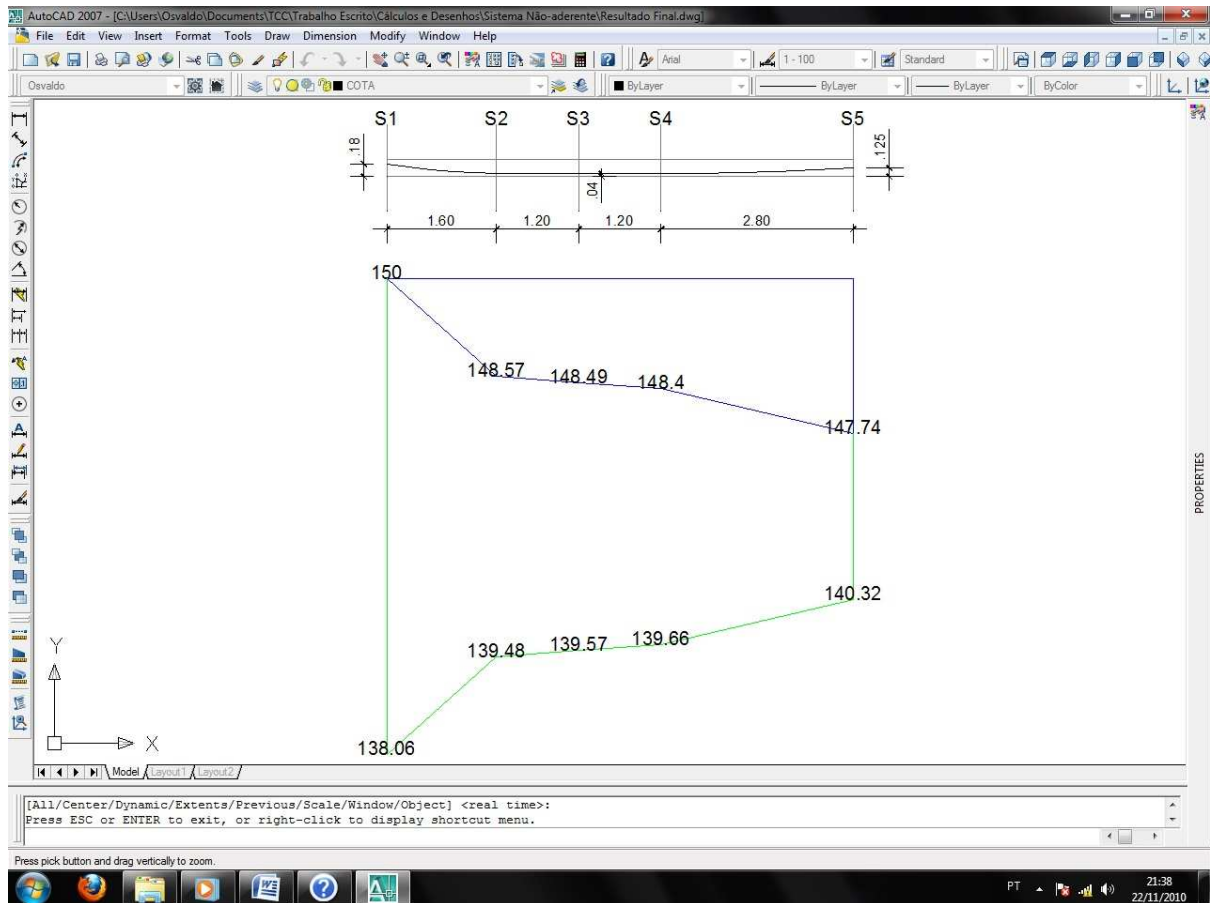 AutoCAD 2007 - [C:\Users\Osvaldo\Documents\TCC\Trabalho Escrito\Cálculos e Desenhos\Sistema Não-aderente\Resultado Final.dwg]
File Edit View Insert Format Tools Draw Dimension Modify Window Help
Arial 1 - 100 Standard
Osvaldo COTA ByLayer ByLayer ByLayer ByColor
S1 S2 S3 S4 S5
.18 .125
.04
1.60 1.20 1.20 2.80
150
148.57 148.49 148.4
147.74
PROPERTIES
140.32
139.48 139.57 139.66
Y
X
138.06
Model Layout1 Layout2
[All/Center/Dynamic/Extents/Previous/Scale/Window/Object] <real time>:
Press ESC or ENTER to exit, or right-click to display shortcut menu.
Press pick button and drag vertically to zoom.
PT 21:38
22/11/2010